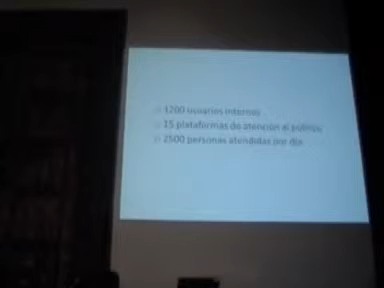 1200 usuarios internos
15 plataformas de atención al público
2500 personas atendidas por día